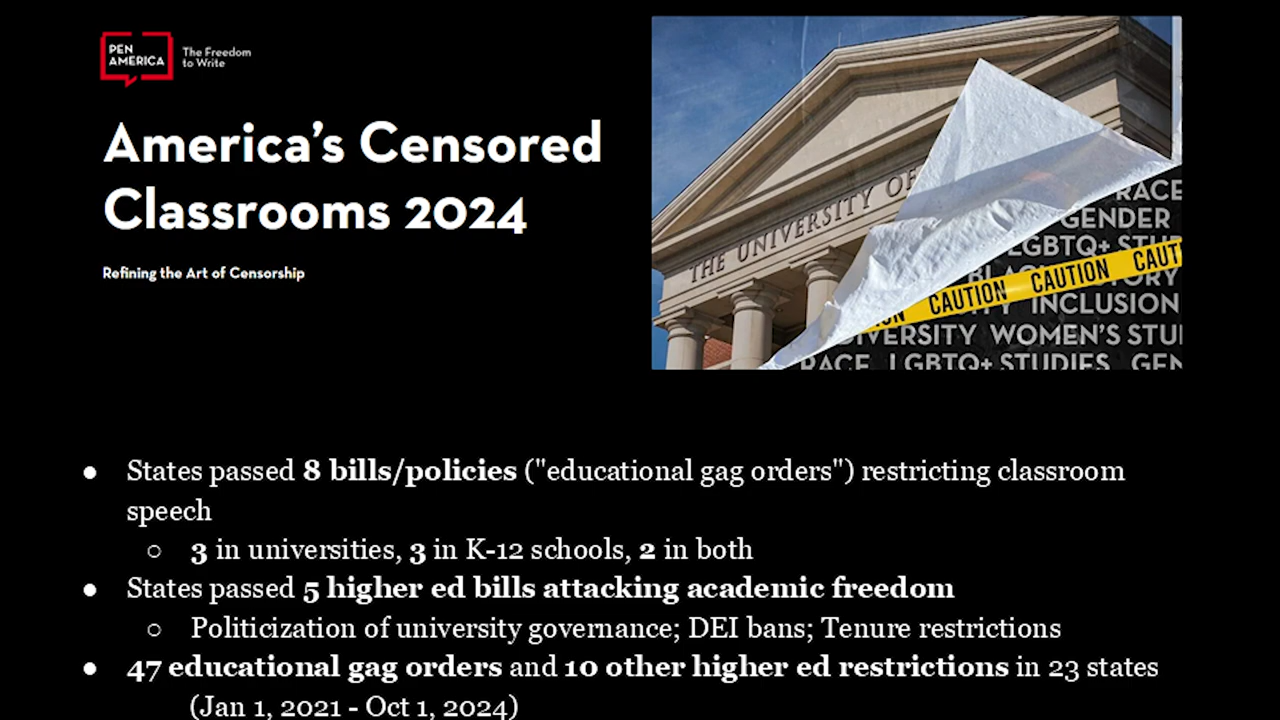 PEN
AMERICA
The Freedom
to Write
America's Censored
Classrooms 2024
Refining the Art of Censorship
THE UNIVERSITY OF
RACE
GENDER
LGBTQ+
INCLUSION
CAUTION CAUTION
DIVERSITY WOMEN'S
RACE LGBTQ+ STUDIES
● States passed 8 bills/policies ("educational gag orders") restricting classroom
speech
○ 3 in universities, 3 in K-12 schools, 2 in both
● States passed 5 higher ed bills attacking academic freedom
○ Politicization of university governance; DEI bans; Tenure restrictions
● 47 educational gag orders and 10 other higher ed restrictions in 23 states
(Jan 1, 2021 - Oct 1, 2024)